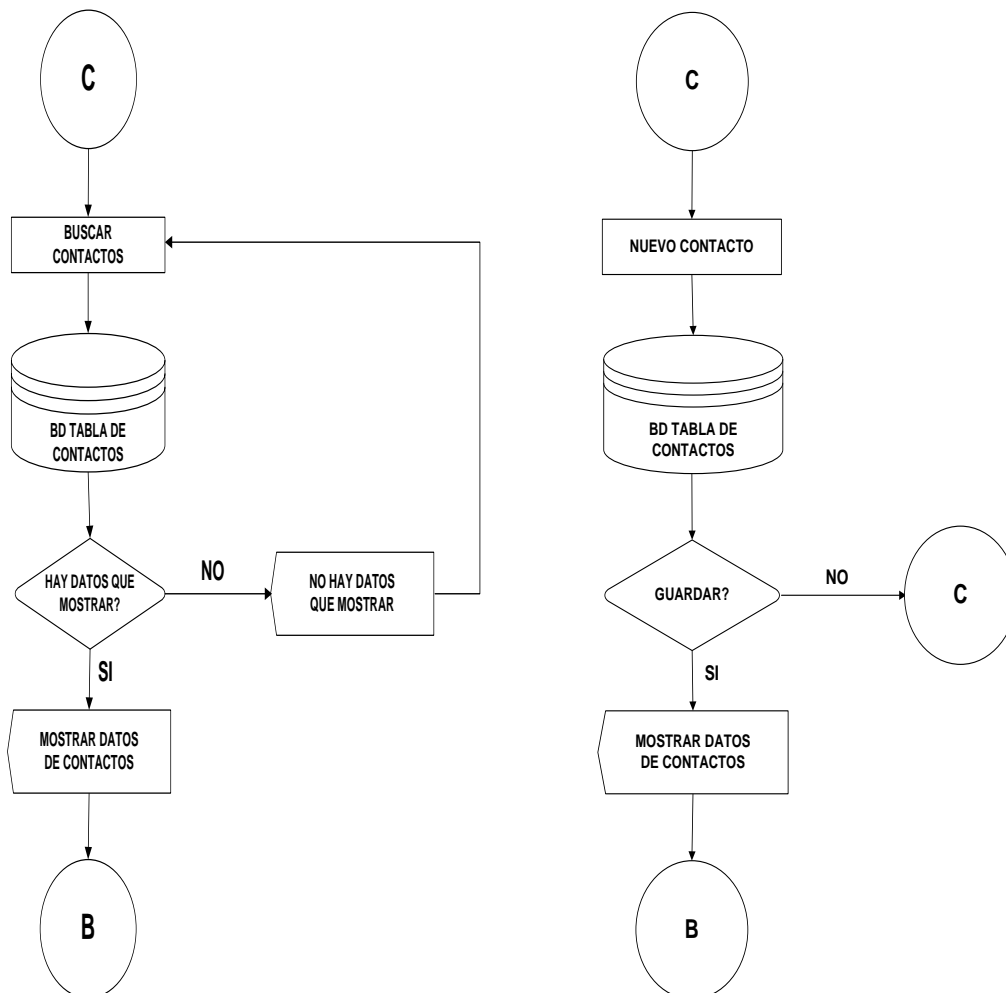 C
BUSCAR
CONTACTOS
BD TABLA DE
CONTACTOS
HAY DATOS QUE
MOSTRAR?
NO
NO HAY DATOS
QUE MOSTRAR
SI
MOSTRAR DATOS
DE CONTACTOS
B
C
NUEVO CONTACTO
BD TABLA DE
CONTACTOS
GUARDAR?
NO
C
SI
MOSTRAR DATOS
DE CONTACTOS
B